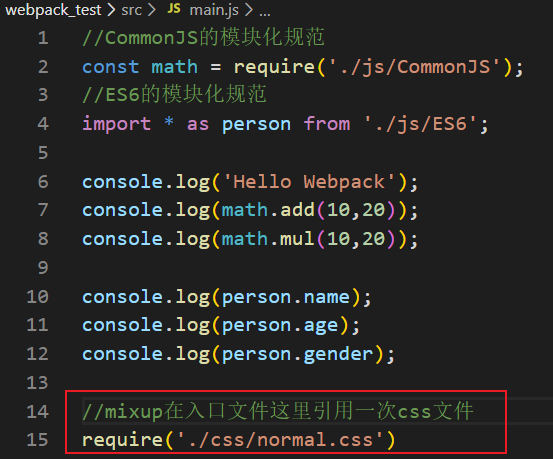 webpack_test > src > JS main.js > ...
1 //CommonJS的模块化规范
2 const math = require('./js/CommonJS');
3 //ES6的模块化规范
4 import * as person from './js/ES6';
5
6 console.log('Hello Webpack');
7 console.log(math.add(10,20));
8 console.log(math.mul(10,20));
9
10 console.log(person.name);
11 console.log(person.age);
12 console.log(person.gender);
13
14 //mixup在入口文件这里引用一次css文件
15 require('./css/normal.css')